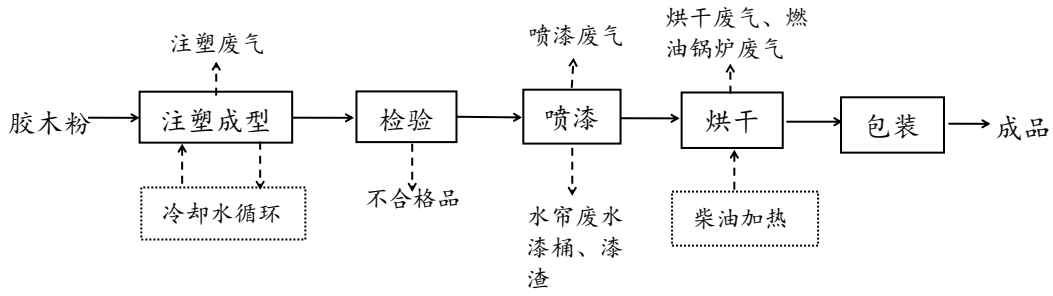 注塑废气
喷漆废气
烘干废气、燃
油锅炉废气
胶木粉
注塑成型
检验
喷漆
烘干
包装
成品
冷却水循环
不合格品
水帘废水
漆桶、漆
渣
柴油加热